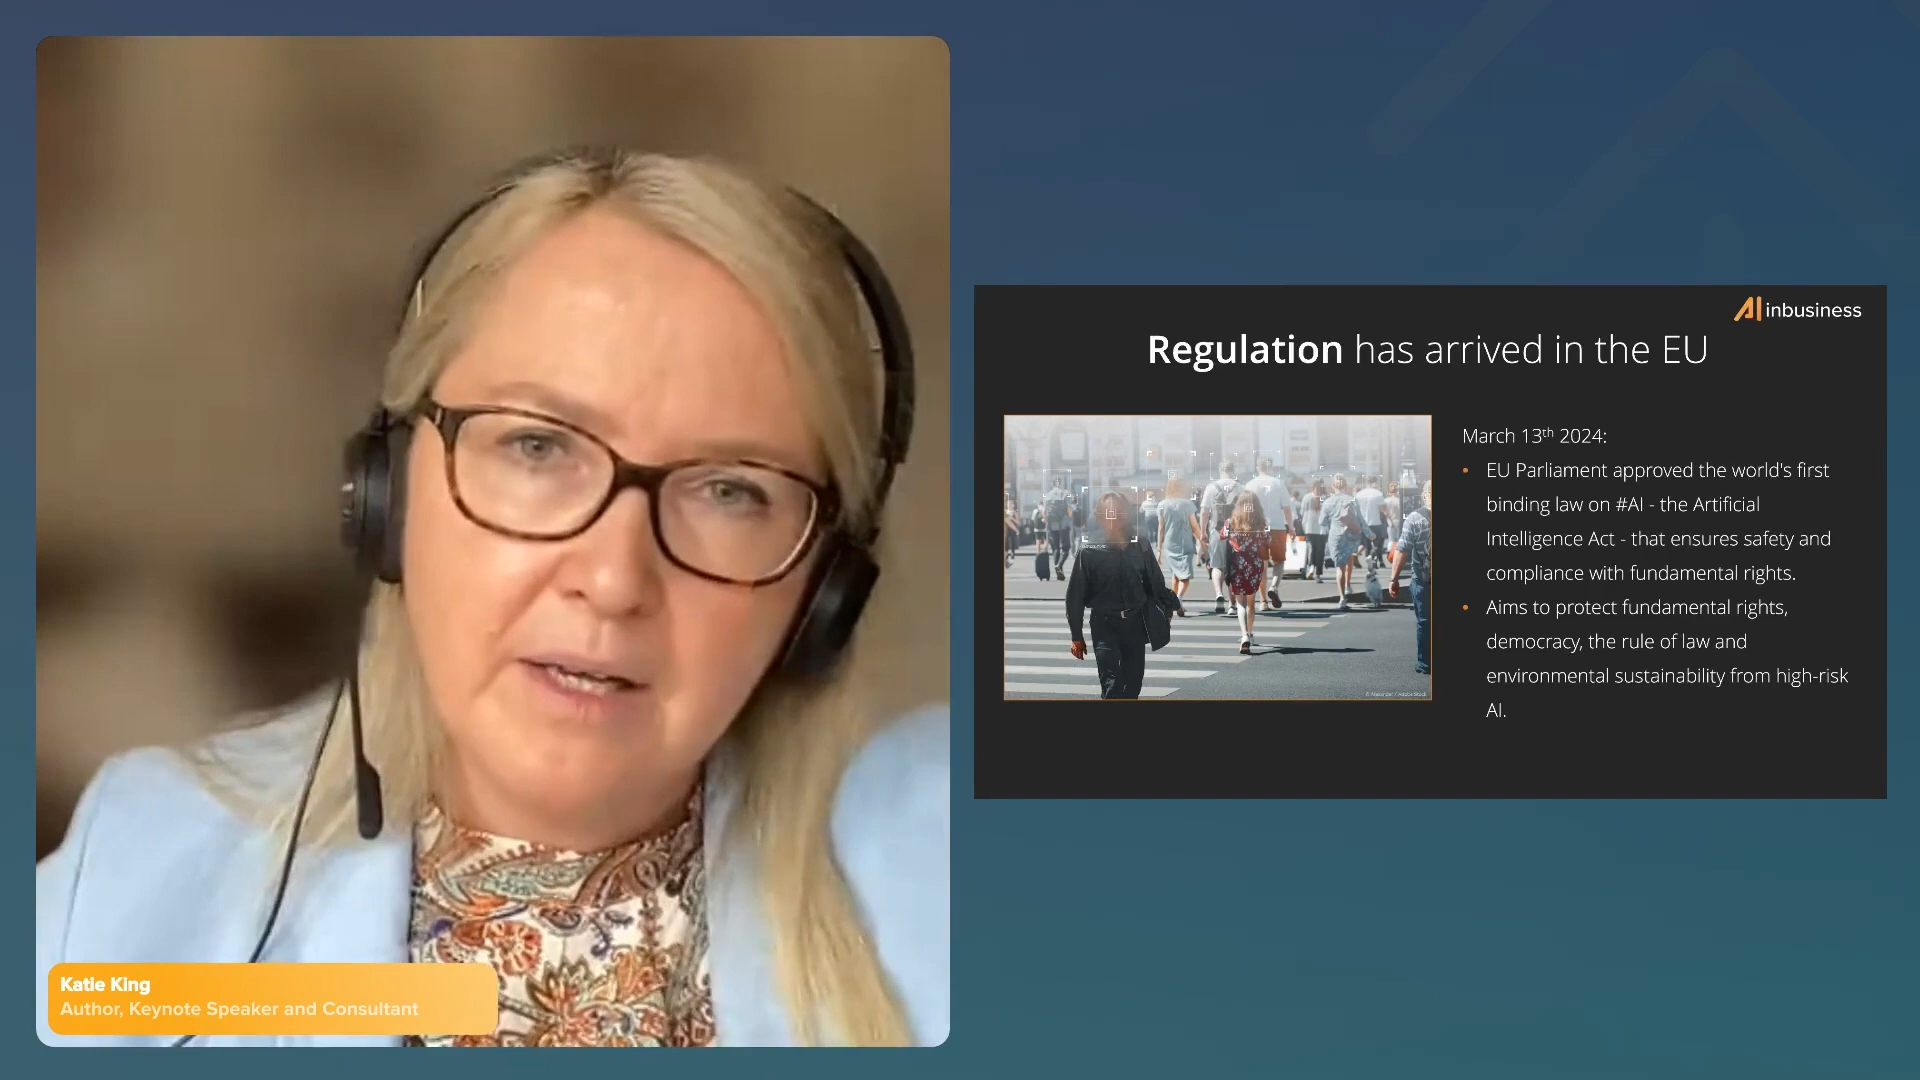 Katie King
Author, Keynote Speaker and Consultant
AI inbusiness
Regulation has arrived in the EU
March 13th 2024:
• EU Parliament approved the world's first
binding law on #AI - the Artificial
Intelligence Act - that ensures safety and
compliance with fundamental rights.
• Aims to protect fundamental rights,
democracy, the rule of law and
environmental sustainability from high-risk
AI.